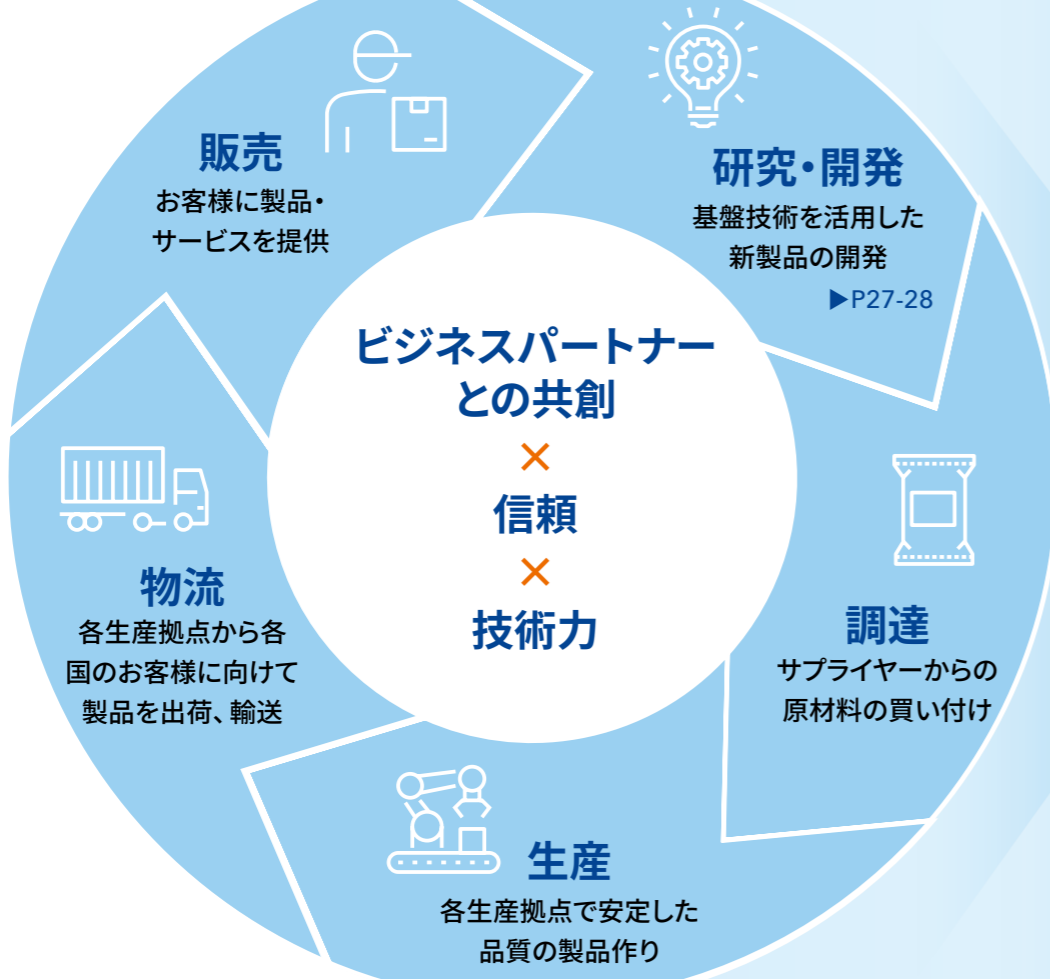 販売
お客様に製品・
サービスを提供
研究・開発
基盤技術を活用した
新製品の開発
▶P27-28
ビジネスパートナー
との共創
×
信頼
×
技術力
調達
サプライヤーからの
原材料の買い付け
物流
各生産拠点から各
国のお客様に向けて
製品を出荷、輸送
生産
各生産拠点で安定した
品質の製品作り